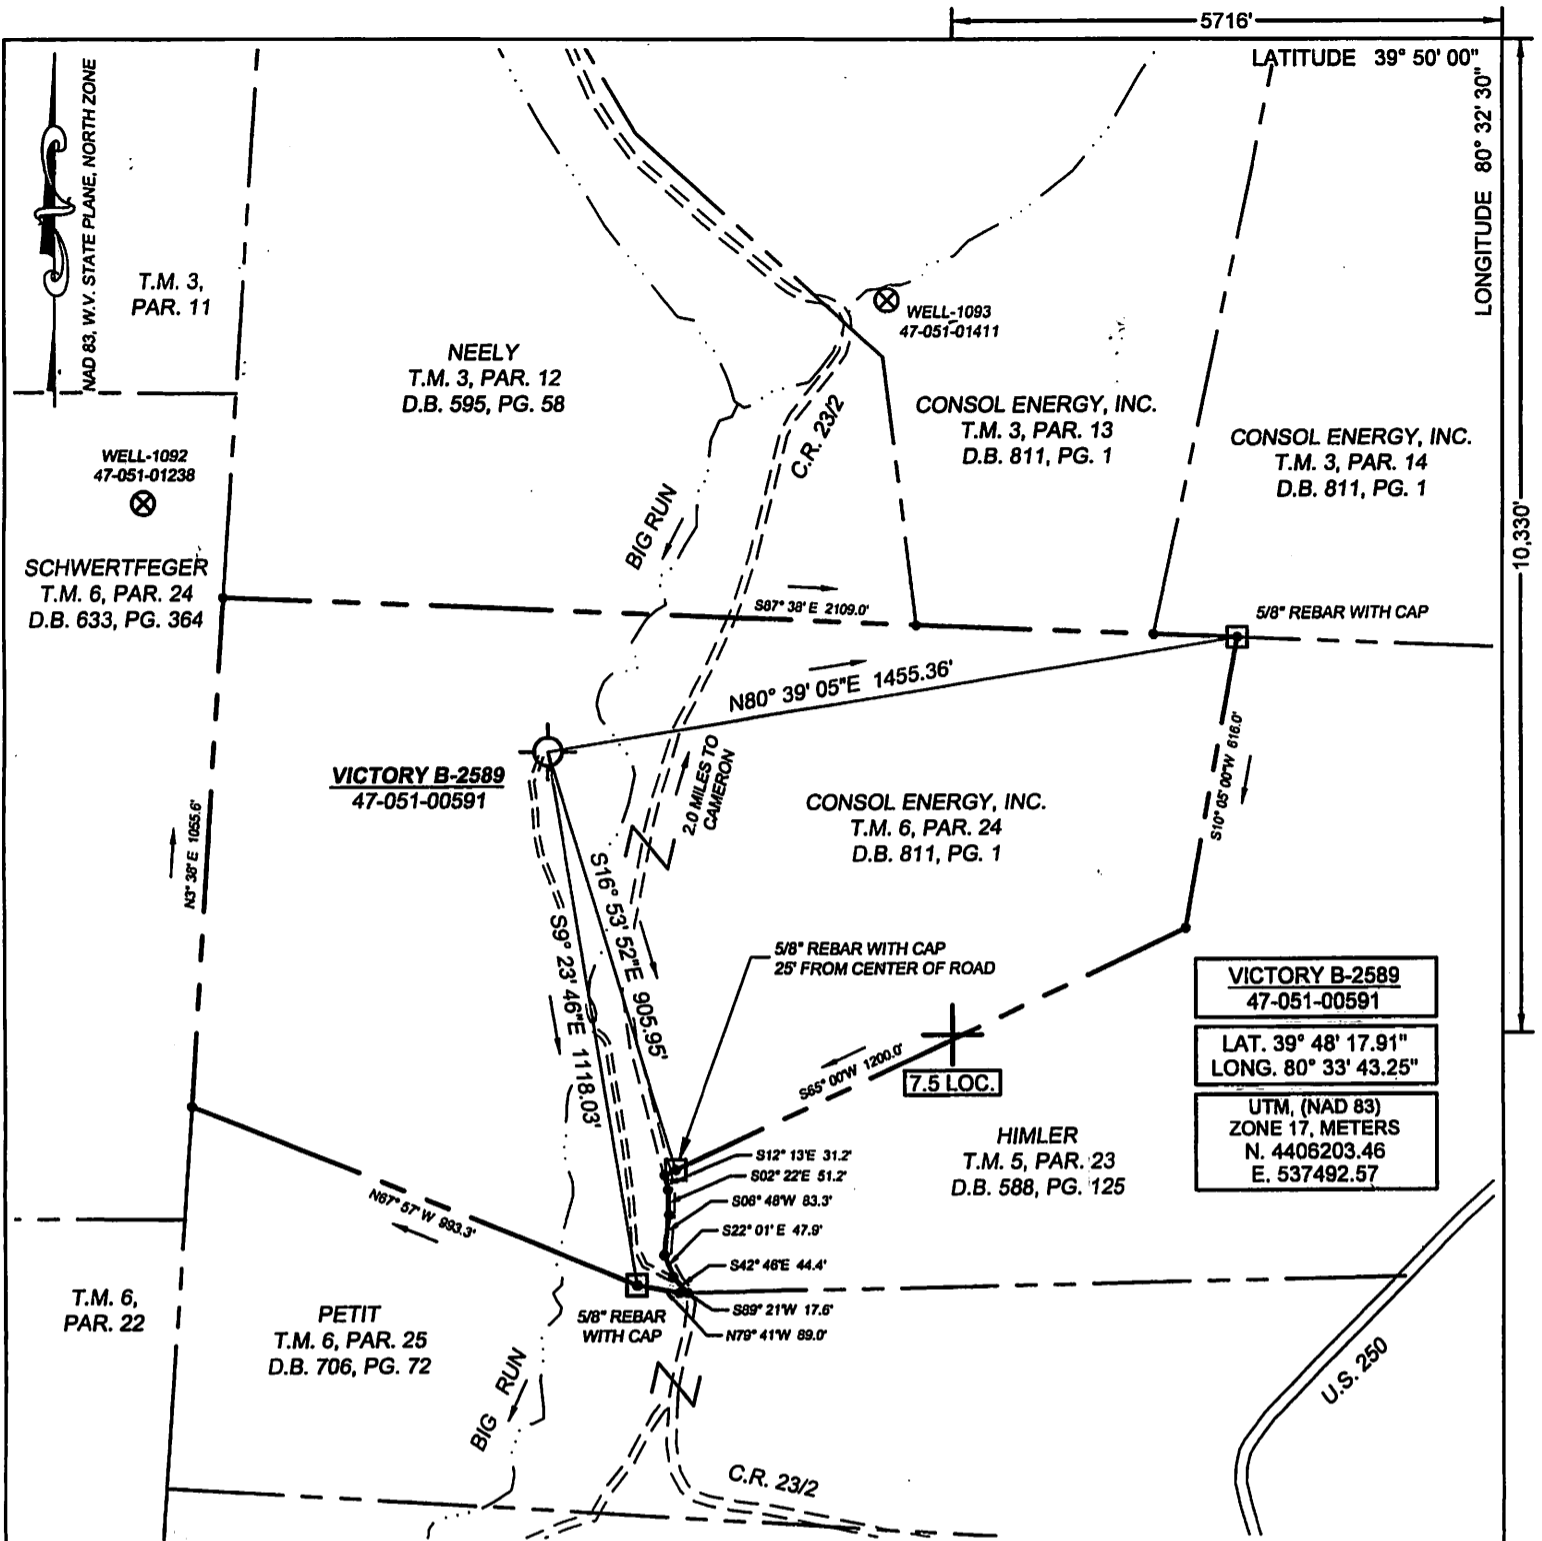 5716'
LATITUDE 39° 50' 00"
LONGITUDE 80° 32' 30"
10,330'
NAD 83, W.V. STATE PLANE, NORTH ZONE
T.M. 3,
PAR. 11
NEELY
T.M. 3, PAR. 12
D.B. 595, PG. 58
WELL-1093
47-051-01411
CONSOL ENERGY, INC.
T.M. 3, PAR. 13
D.B. 811, PG. 1
CONSOL ENERGY, INC.
T.M. 3, PAR. 14
D.B. 811, PG. 1
C.R. 23/2
WELL-1092
47-051-01238
BIG RUN
SCHWERTFEGER
T.M. 6, PAR. 24
D.B. 633, PG. 364
S87° 38' E 2109.0'
5/8" REBAR WITH CAP
N80° 39' 05"E 1455.36'
VICTORY B-2589
47-051-00591
2.0 MILES TO
CAMERON
CONSOL ENERGY, INC.
T.M. 6, PAR. 24
D.B. 811, PG. 1
S10° 05' 00"W 616.0'
N3° 38' E 1055.6'
S16° 53' 52"E 905.95'
S9° 23' 46"E 1118.03'
5/8" REBAR WITH CAP
25' FROM CENTER OF ROAD
VICTORY B-2589
47-051-00591
LAT. 39° 48' 17.91"
LONG. 80° 33' 43.25"
UTM, (NAD 83)
ZONE 17, METERS
N. 4406203.46
E. 537492.57
S65° 00'W 1200.0'
7.5 LOC.
HIMLER
T.M. 5, PAR. 23
D.B. 588, PG. 125
S12° 13'E 31.2'
S02° 22'E 51.2'
S06° 48'W 83.3'
S22° 01' E 47.9'
S42° 46'E 44.4'
S89° 21'W 17.6'
N79° 41'W 89.0'
N67° 57' W 993.3'
T.M. 6,
PAR. 22
PETIT
T.M. 6, PAR. 25
D.B. 706, PG. 72
5/8" REBAR
WITH CAP
BIG RUN
U.S. 250
C.R. 23/2